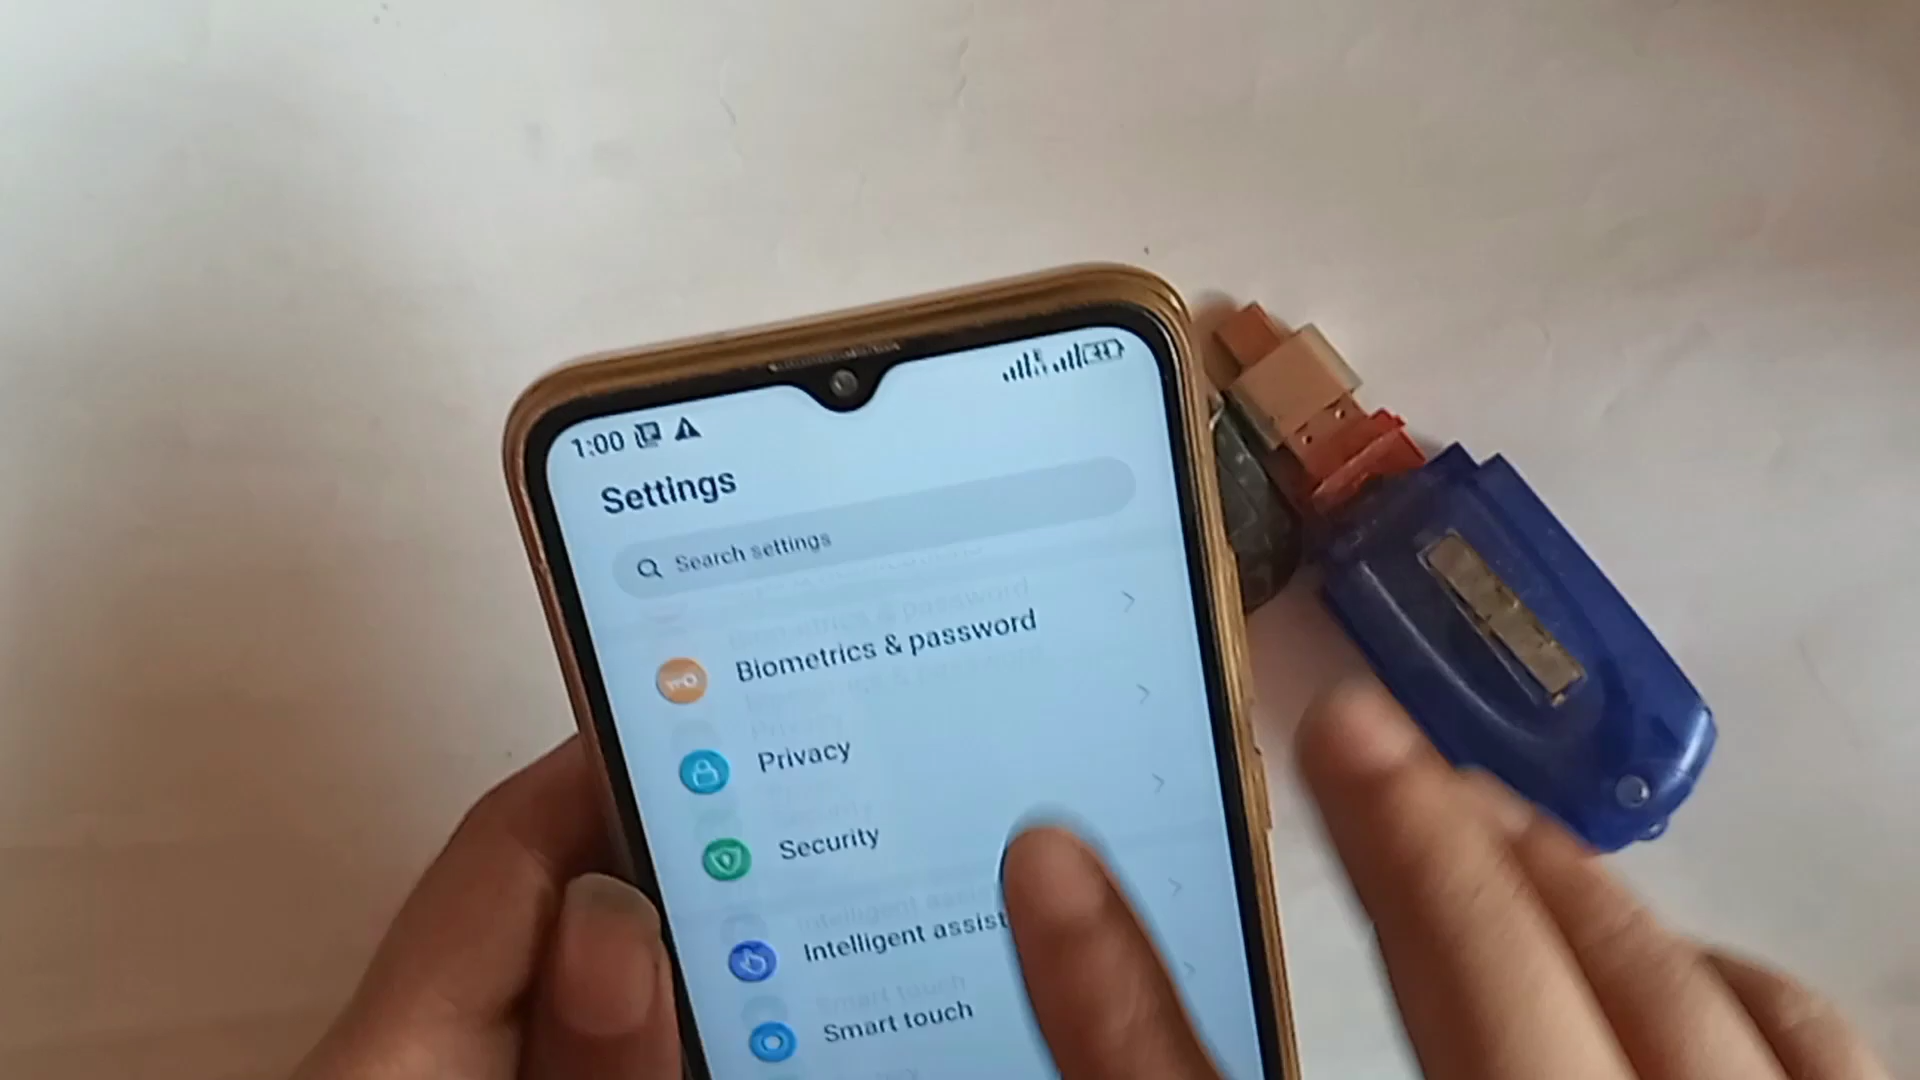 1:00
Settings
Search settings
Biometrics & password
Privacy
Security
Intelligent assist
Smart touch